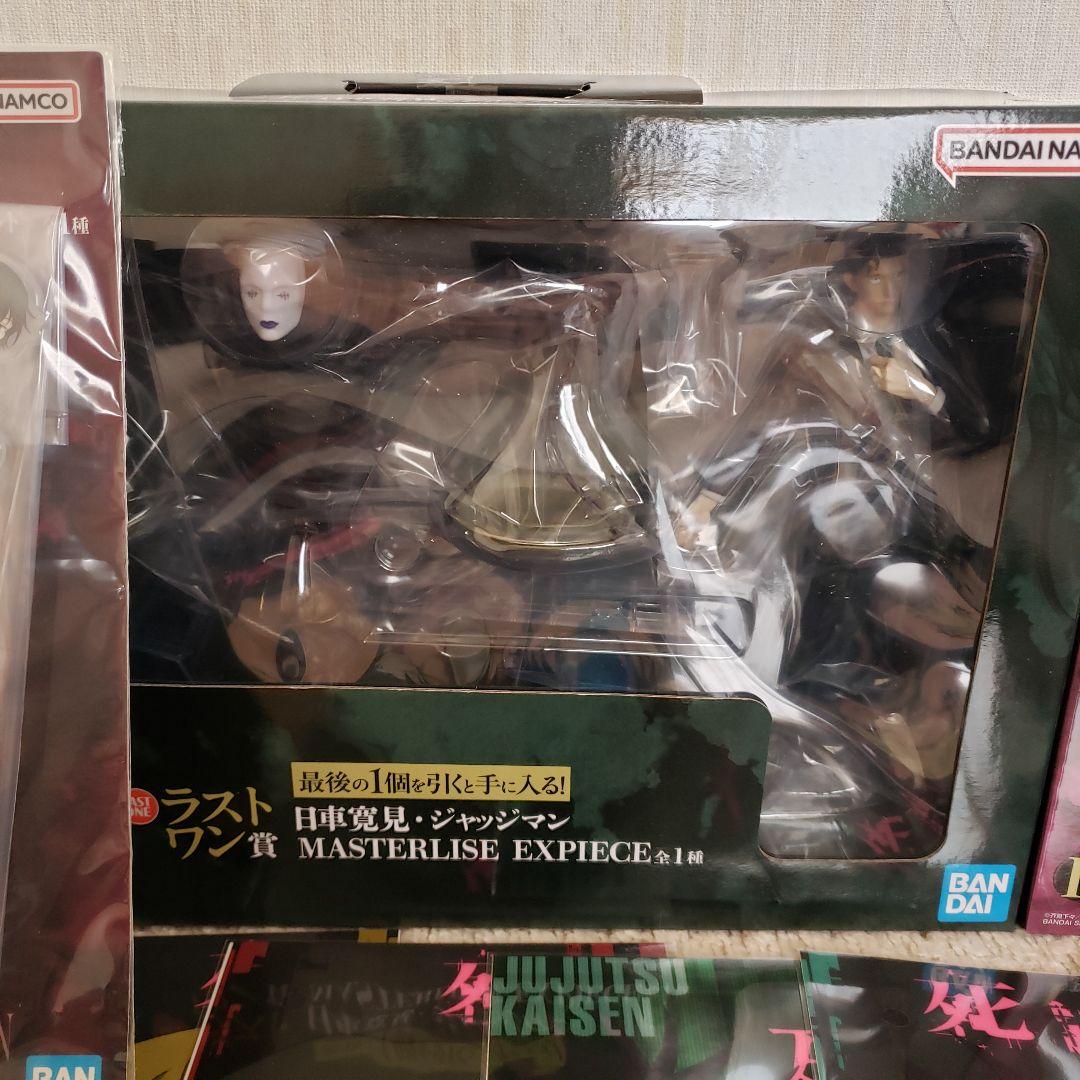 NAMCO
1種
BANDAI NA
最後の1個を引くと手に入る!
ラスト
ワン賞
日車寛見・ジャッジマン
MASTERLISE EXPIECE 全1種
BAN
DAI
BAN
JUJUTSU
KAISEN
死